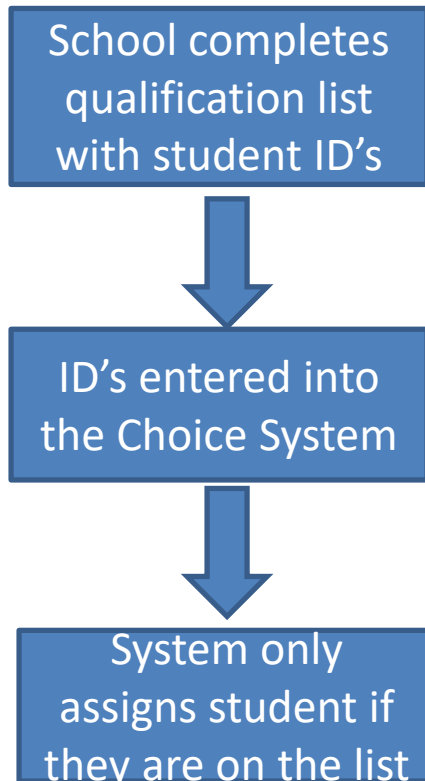 School completes
qualification list
with student ID’s
ID’s entered into
the Choice System
System only
assigns student if
they are on the list